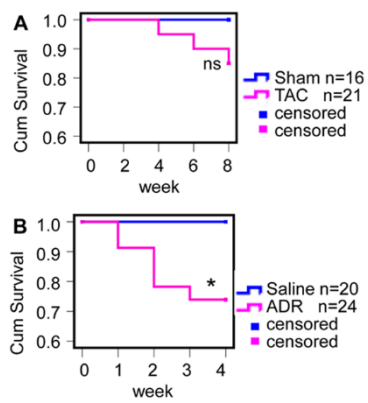 A
Cum Survival
1.0
0.9
0.8
0.7
0.6
ns
0 2 4 6 8
week
Sham n=16
TAC n=21
censored
censored
B
Cum Survival
1.0
0.9
0.8
0.7
0.6
*
0 1 2 3 4
week
Saline n=20
ADR n=24
censored
censored